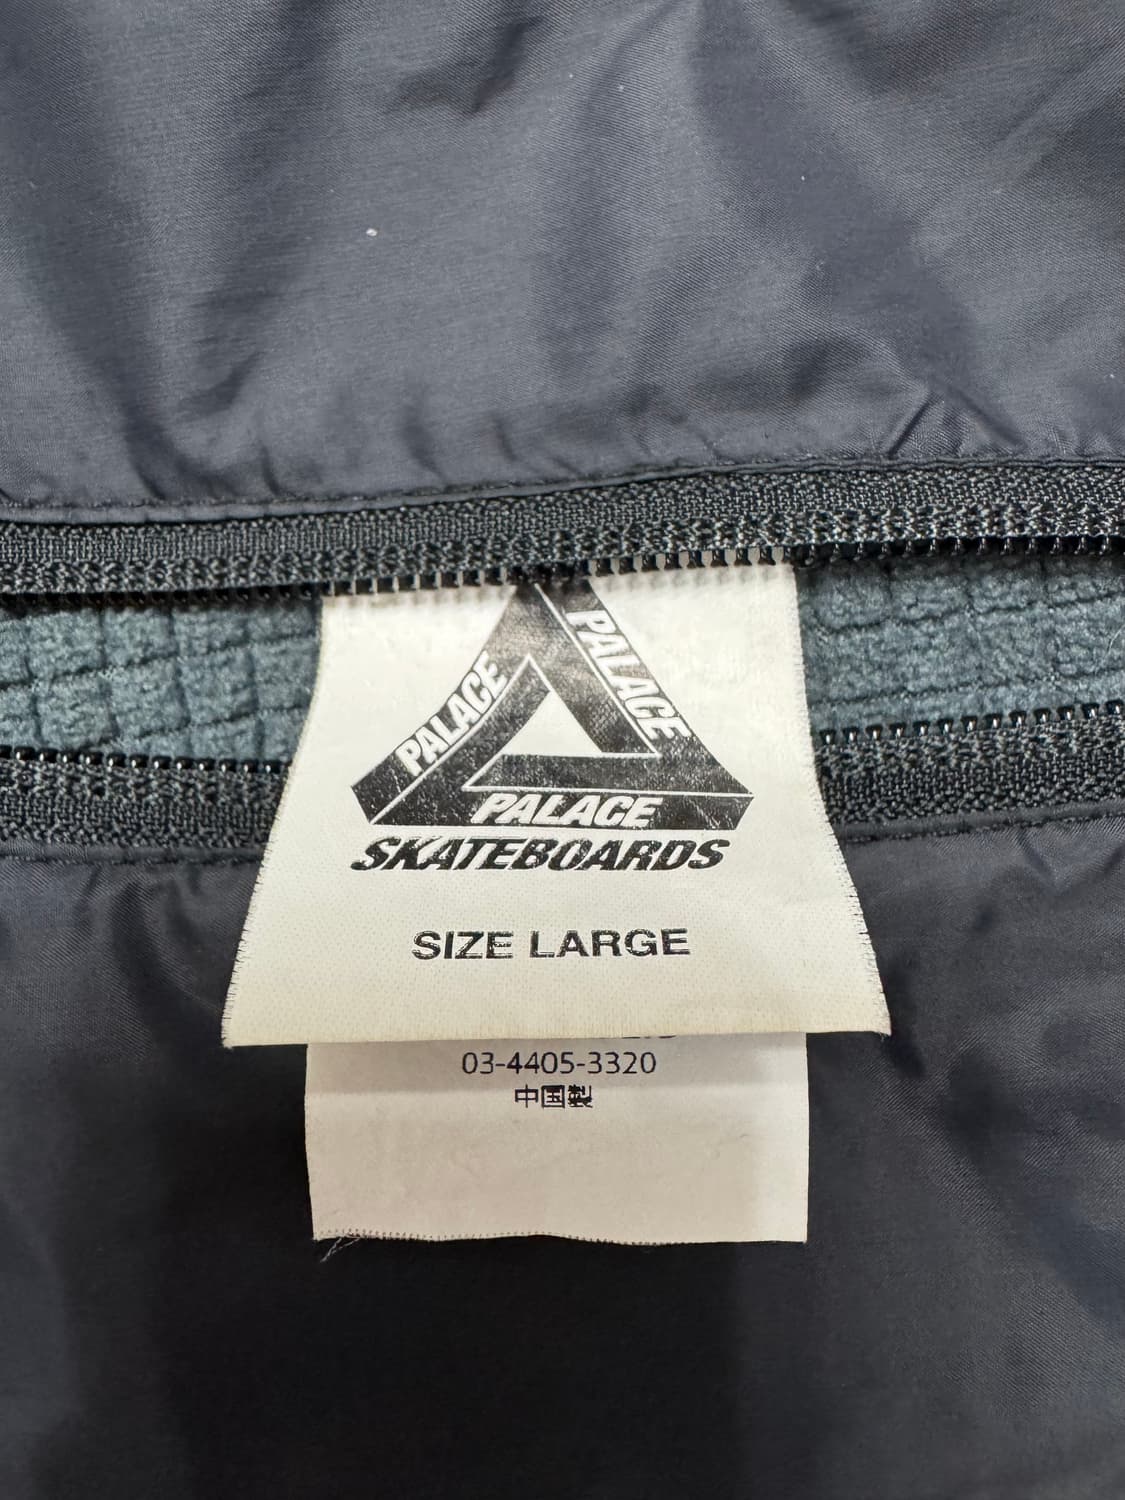 PALACE
PALACE
PALACE
SKATEBOARDS
SIZE LARGE
03-4405-3320
中国製